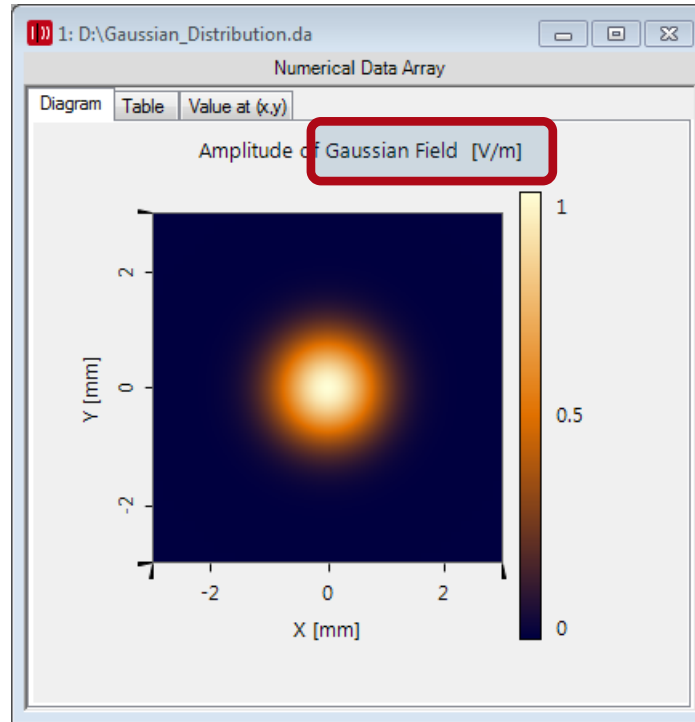 1: D:\Gaussian_Distribution.da
Numerical Data Array
Diagram Table Value at (x,y)
Amplitude of Gaussian Field [V/m]
1
2
0
Y [mm]
0.5
-2
-2 0 2
0
X [mm]